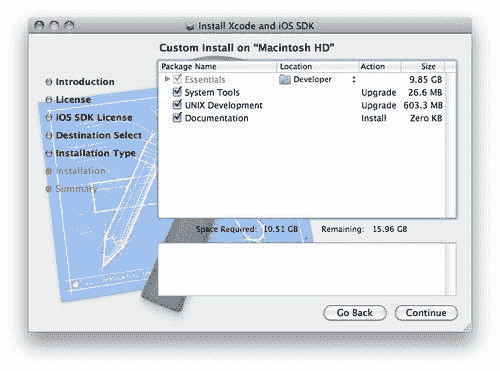 Install Xcode and iOS SDK
Custom Install on “Macintosh HD”
Introduction
License
iOS SDK License
Destination Select
Installation Type
Installation
Summary
Package Name Location Action Size
Essentials Developer 9.85 GB
System Tools Upgrade 26.6 MB
UNIX Development Upgrade 603.3 MB
Documentation Install Zero KB
Space Required: 10.51 GB Remaining: 15.96 GB
Go Back Continue